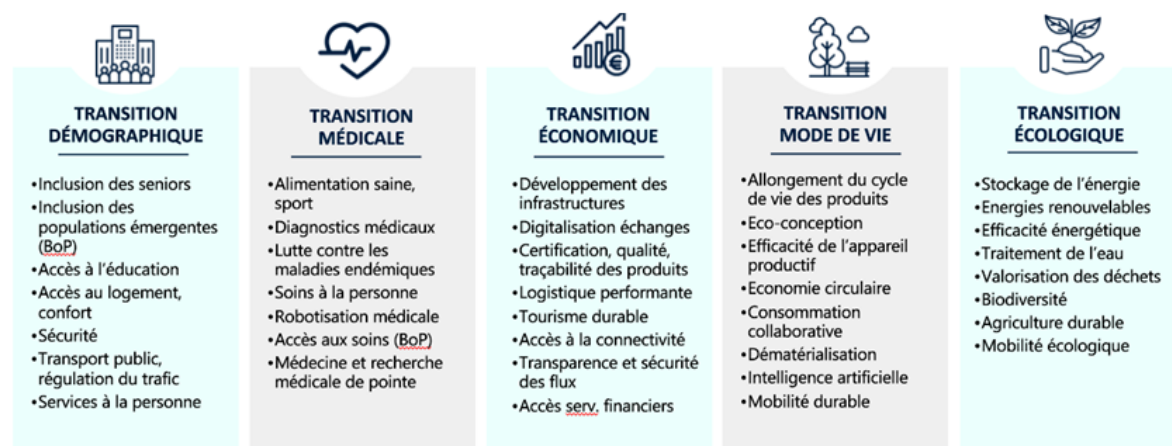 TRANSITION
DÉMOGRAPHIQUE
•Inclusion des seniors
•Inclusion des
populations émergentes
(BoP)
•Accès à l'éducation
•Accès au logement,
confort
•Sécurité
•Transport public,
régulation du trafic
•Services à la personne
TRANSITION
MÉDICALE
•Alimentation saine,
sport
•Diagnostics médicaux
•Lutte contre les
maladies endémiques
•Soins à la personne
•Robotisation médicale
•Accès aux soins (BoP)
•Médecine et recherche
médicale de pointe
TRANSITION
ÉCONOMIQUE
•Développement des
infrastructures
•Digitalisation échanges
•Certification, qualité,
traçabilité des produits
•Logistique performante
•Tourisme durable
•Accès à la connectivité
•Transparence et sécurité
des flux
•Accès serv. financiers
TRANSITION
MODE DE VIE
•Allongement du cycle
de vie des produits
•Eco-conception
•Efficacité de l'appareil
productif
•Economie circulaire
•Consommation
collaborative
•Dématérialisation
•Intelligence artificielle
•Mobilité durable
TRANSITION
ÉCOLOGIQUE
•Stockage de l'énergie
•Energies renouvelables
•Efficacité énergétique
•Traitement de l'eau
•Valorisation des déchets
•Biodiversité
•Agriculture durable
•Mobilité écologique